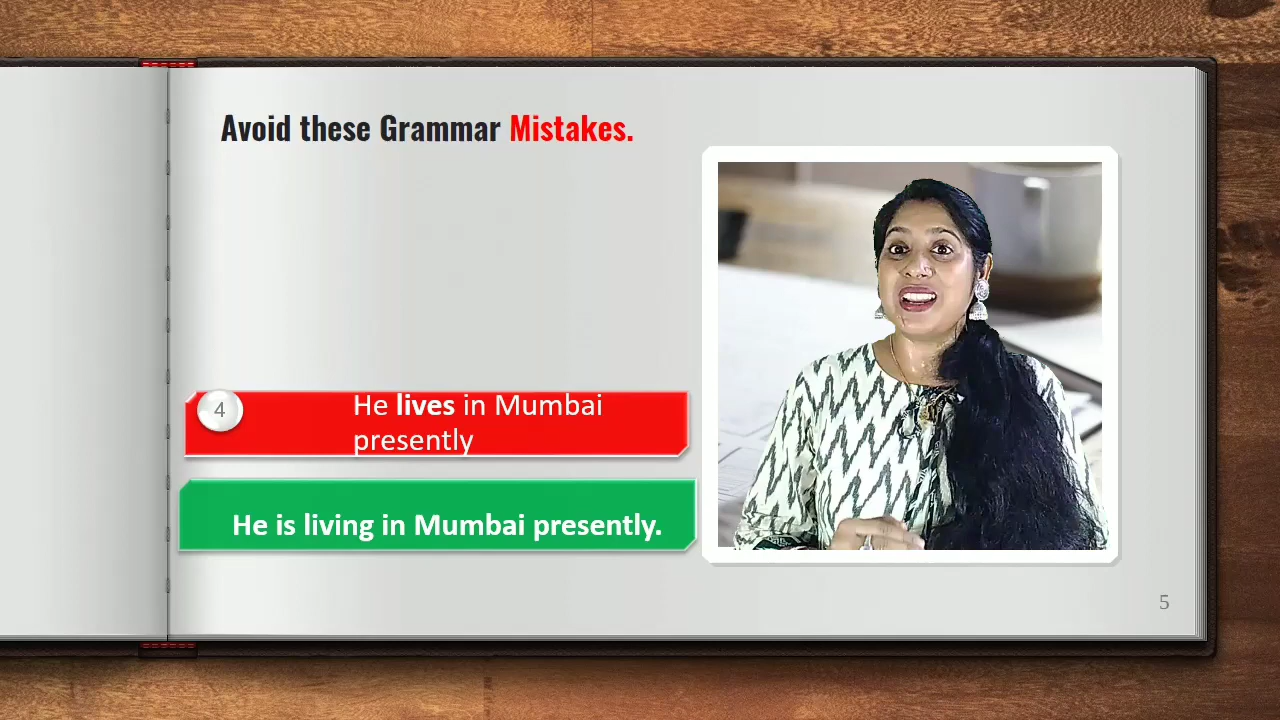 Avoid these Grammar Mistakes.
4
He lives in Mumbai
presently
He is living in Mumbai presently.
5